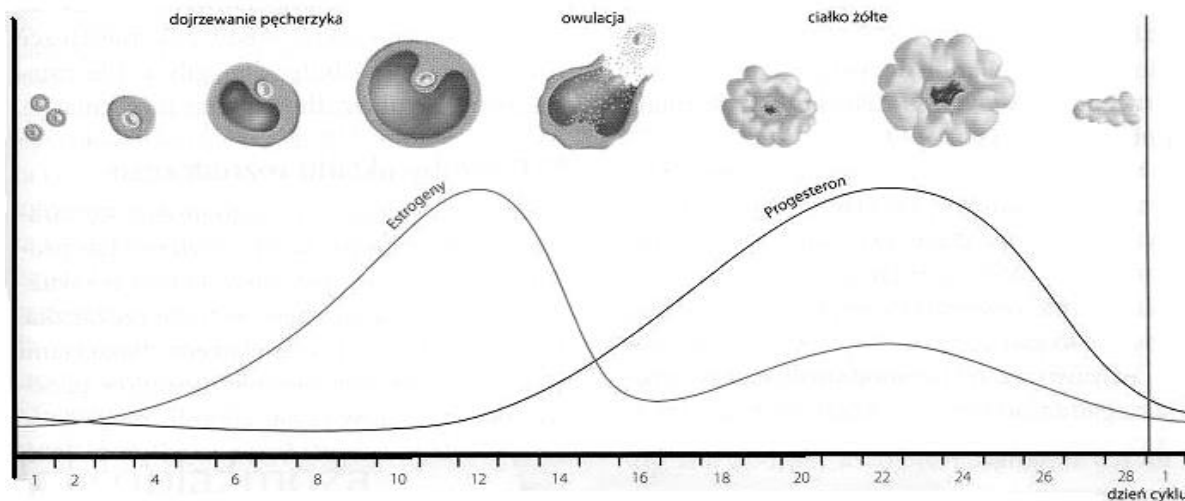 dojrzewanie pęcherzyka owulacja ciałko żółte
Estrogeny
Progesteron
1 2 4 6 8 10 12 14 16 18 20 22 24 26 28 1
dzień cyklu